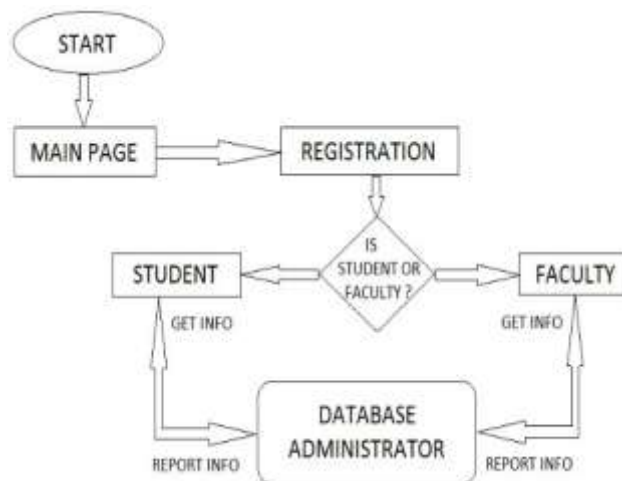 START
MAIN PAGE
REGISTRATION
IS
STUDENT OR
FACULTY ?
STUDENT
FACULTY
GET INFO
GET INFO
DATABASE
ADMINISTRATOR
REPORT INFO
REPORT INFO